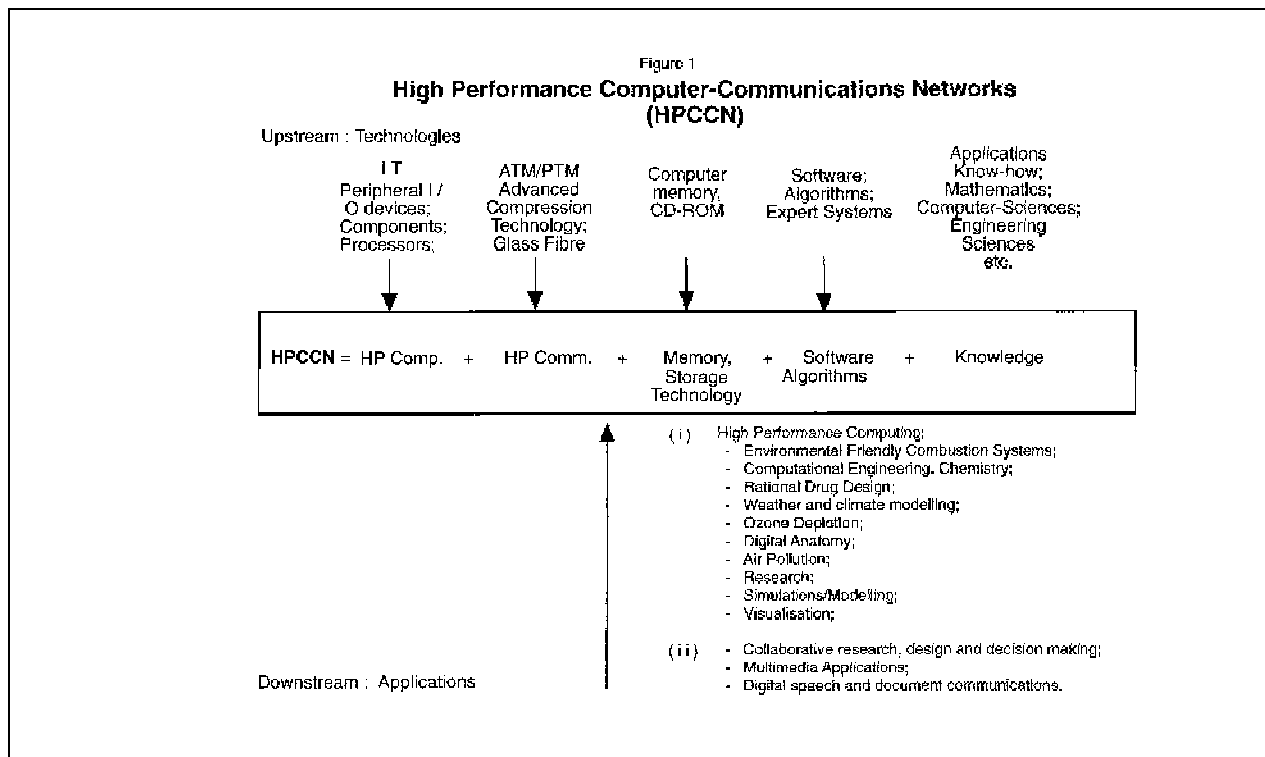 Figure 1
High Performance Computer-Communications Networks
(HPCCN)
Upstream : Technologies
IT
Peripheral I /
O devices;
Components;
Processors;
ATM/PTM
Advanced
Compression
Technology;
Glass Fibre
Computer
memory,
CD-ROM
Software;
Algorithms;
Expert Systems
Applications
Know-how;
Mathematics;
Computer-Sciences;
Engineering
Sciences
etc.
HPCCN = HP Comp. + HP Comm. + Memory, + Software + Knowledge
Storage Algorithms
Technology
(i) High Performance Computing;
- Environmental Friendly Combustion Systems;
- Computational Engineering, Chemistry;
- Rational Drug Design;
- Weather and climate modelling;
- Ozone Depletion;
- Digital Anatomy;
- Air Pollution;
- Research;
- Simulations/Modelling;
- Visualisation;
(ii) - Collaborative research, design and decision making;
- Multimedia Applications;
- Digital speech and document communications.
Downstream : Applications